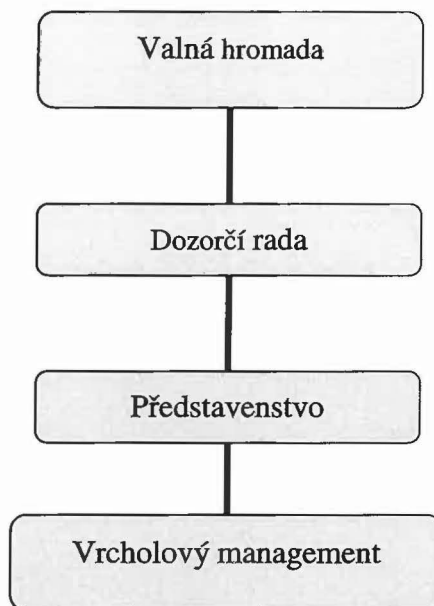 Valná hromada
Dozorčí rada
Představenstvo
Vrcholový management